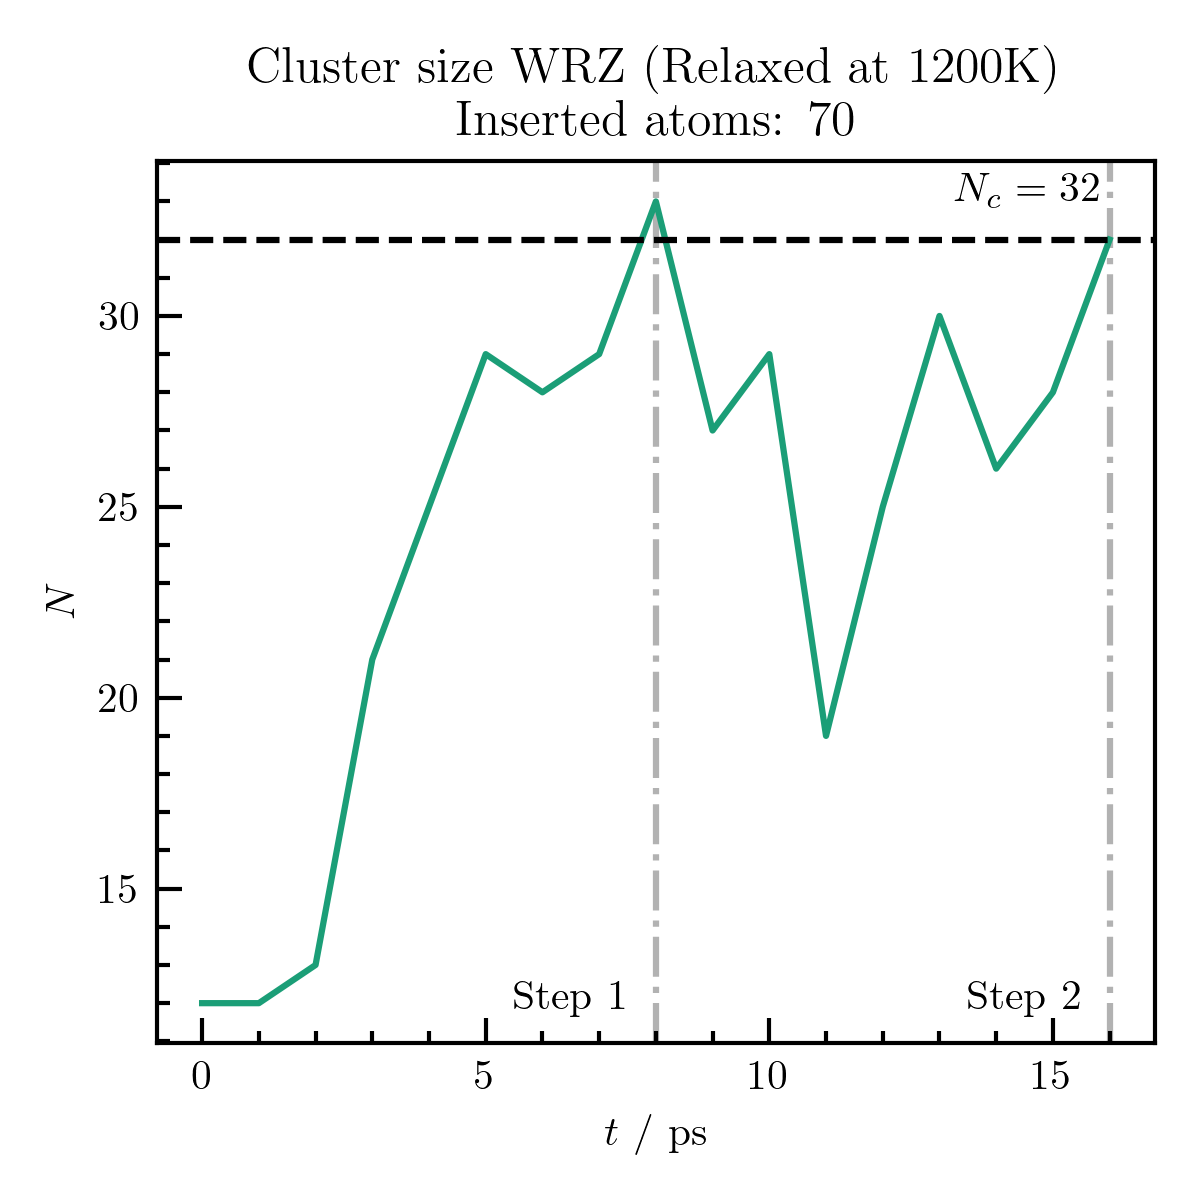 Cluster size WRZ (Relaxed at 1200K)
Inserted atoms: 70
N_c = 32
30
25
20
15
N
Step 1
Step 2
0 5 10 15
t / ps